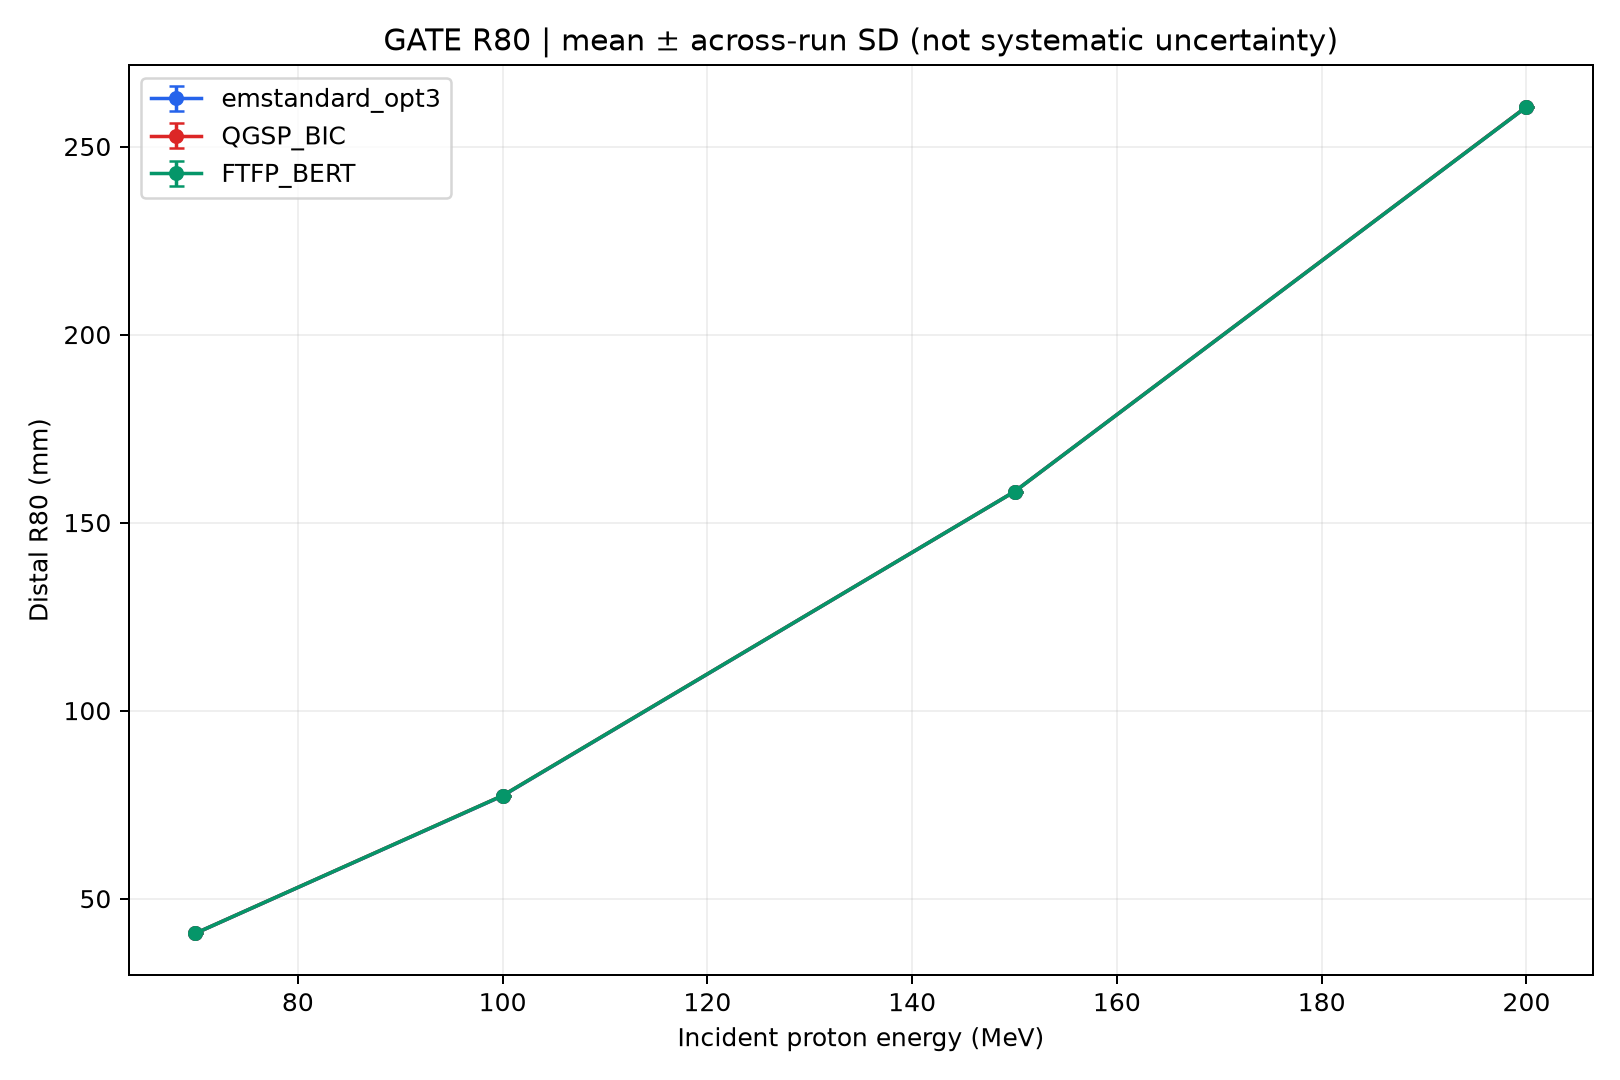 GATE R80 | mean ± across-run SD (not systematic uncertainty)
emstandard_opt3
QGSP_BIC
FTFP_BERT
250
200
150
100
50
Distal R80 (mm)
80 100 120 140 160 180 200
Incident proton energy (MeV)